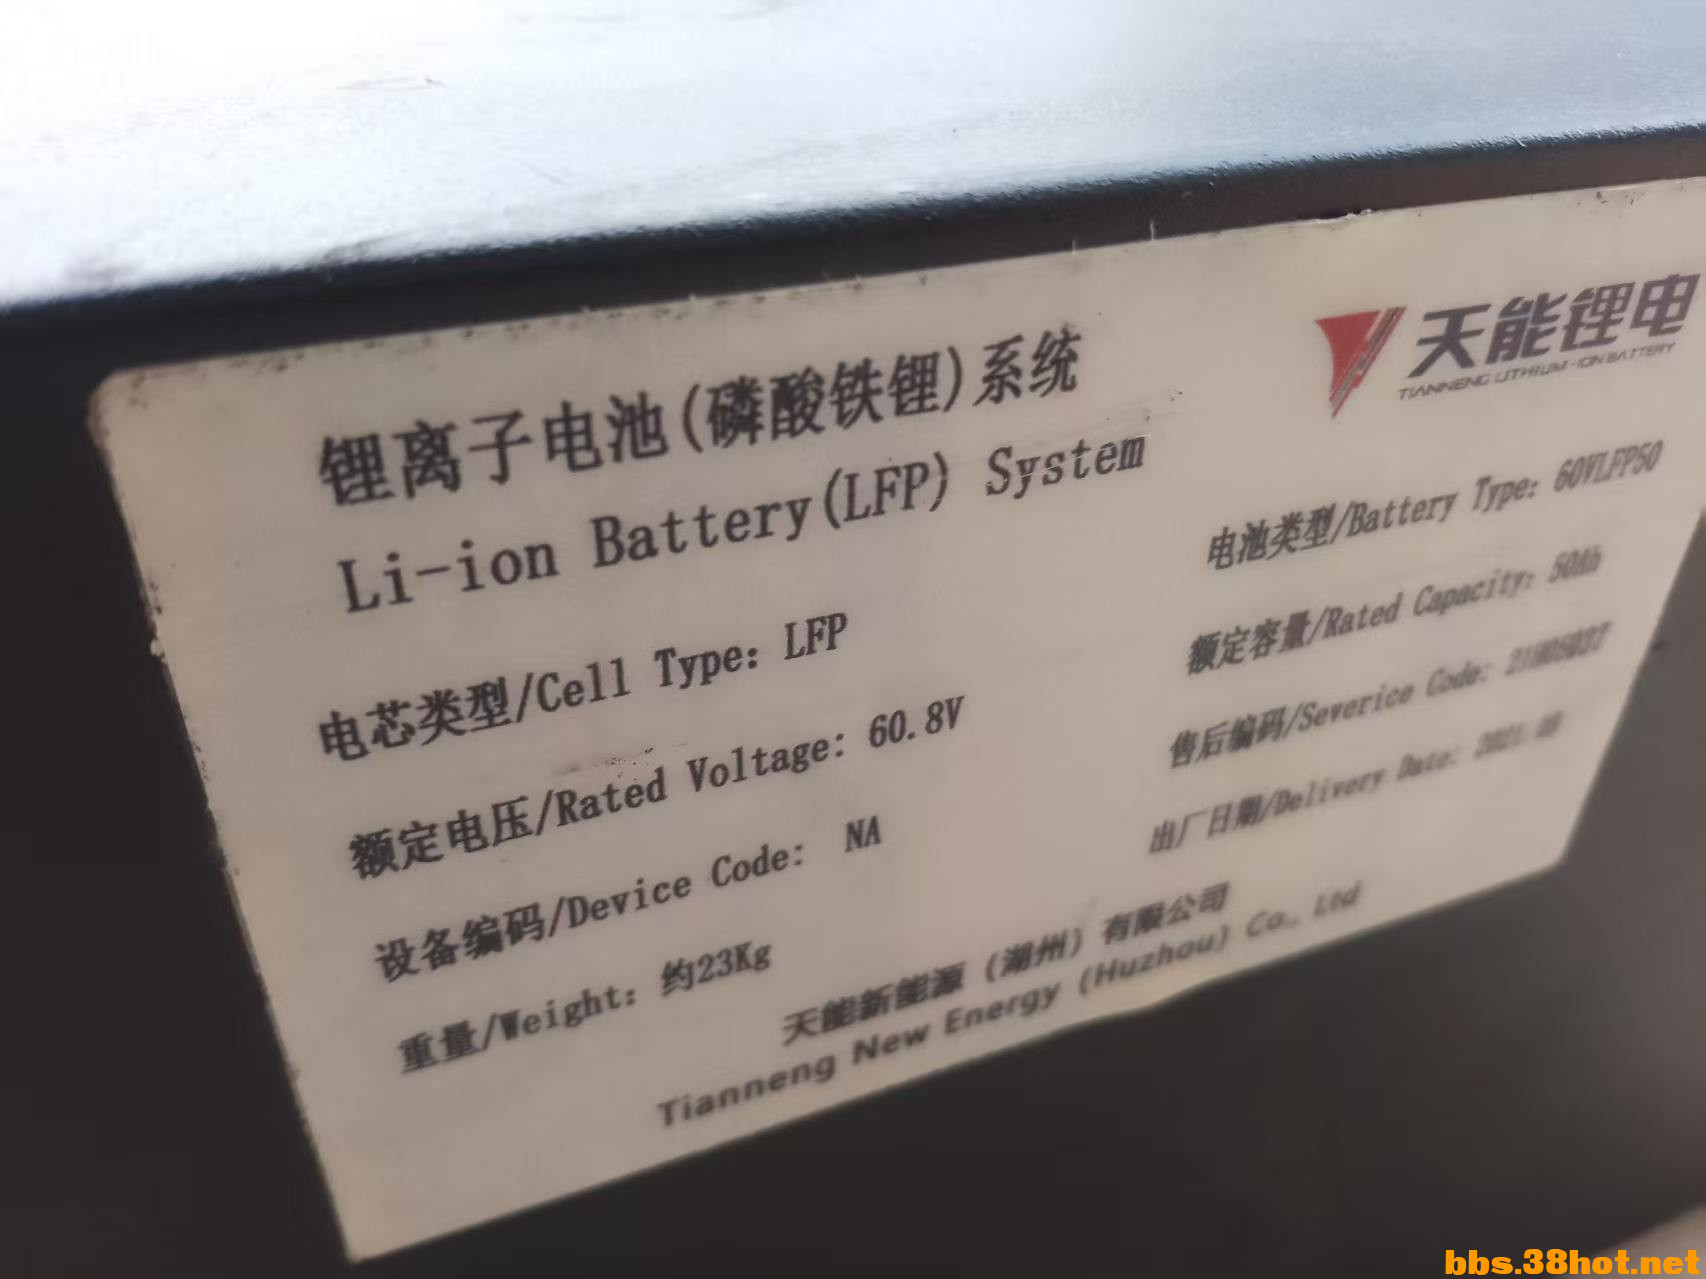 天能锂电
TIANNENG LITHIUM-ION BATTERY
锂离子电池(磷酸铁锂)系统
Li-ion Battery(LFP) System
电芯类型/Cell Type: LFP
电池类型/Battery Type: 60VLFP50
额定电压/Rated Voltage: 60.8V
额定容量/Rated Capacity: 50Ah
设备编码/Device Code: NA
售后编码/Severice Code:
重量/Weight: 约23Kg
出厂日期/Delivery Date:
天能新能源（湖州）有限公司
Tianneng New Energy (Huzhou) Co., Ltd
bbs.38hot.net